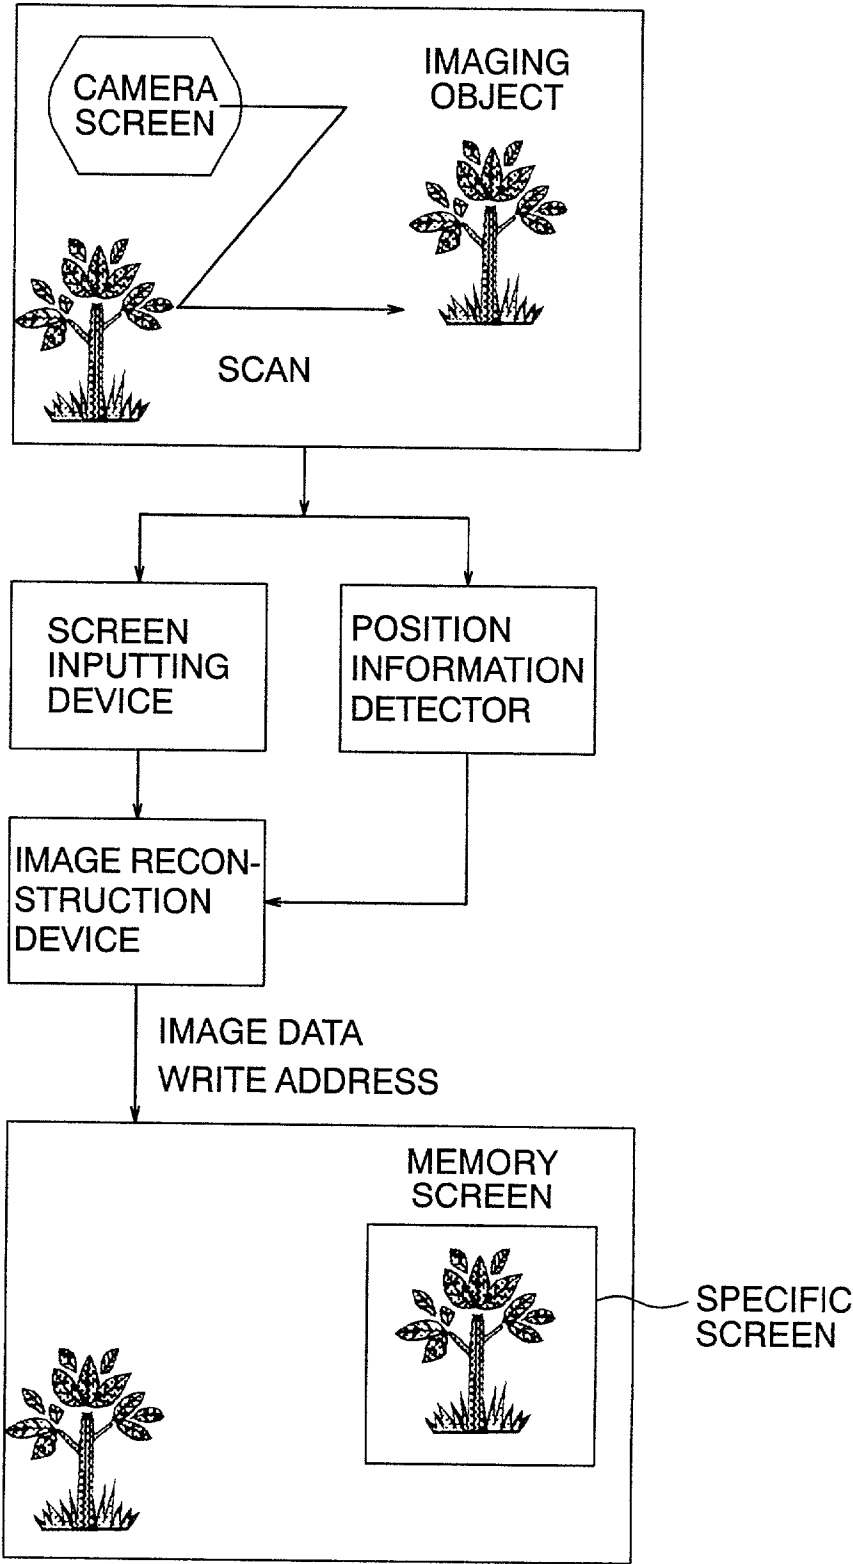 CAMERA
SCREEN
IMAGING
OBJECT
SCAN
SCREEN
INPUTTING
DEVICE
POSITION
INFORMATION
DETECTOR
IMAGE RECON-
STRUCTION
DEVICE
IMAGE DATA
WRITE ADDRESS
MEMORY
SCREEN
SPECIFIC
SCREEN